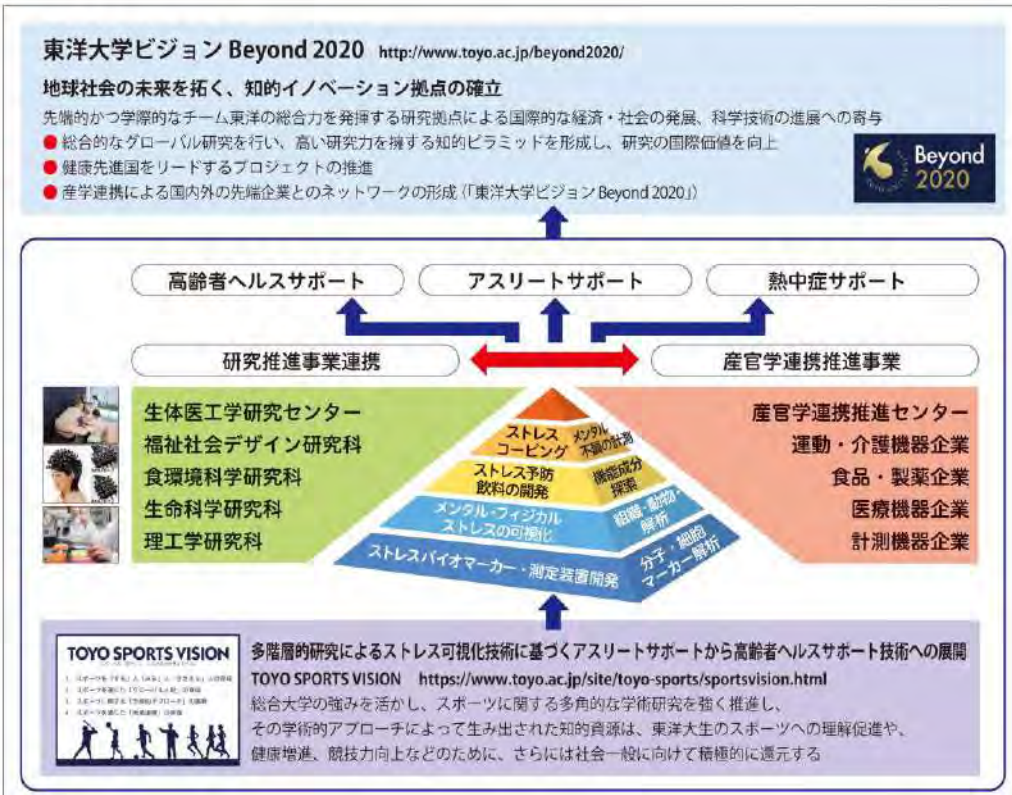 東洋大学ビジョン Beyond 2020 http://www.toyo.ac.jp/beyond2020/
地球社会の未来を拓く、知的イノベーション拠点の確立
先端的かつ学際的なチーム東洋の総合力を発揮する研究拠点による国際的な経済・社会の発展、科学技術の進展への寄与
● 総合的なグローバル研究を行い、高い研究力を擁する知的ピラミッドを形成し、研究の国際価値を向上
● 健康先進国をリードするプロジェクトの推進
● 産学連携による国内外の先端企業とのネットワークの形成(「東洋大学ビジョン Beyond 2020」)
Beyond
2020
高齢者ヘルスサポート
アスリートサポート
熱中症サポート
研究推進事業連携
産官学連携推進事業
生体医工学研究センター
福祉社会デザイン研究科
食環境科学研究科
生命科学研究科
理工学研究科
ストレス
コーピング
メンタル
不調の計測
ストレス予防
飲料の開発
機能成分
探索
メンタル・フィジカル
ストレスの可視化
組織・動物・
解析
ストレスバイオマーカー・測定装置開発
分子・細胞
マーカー解析
産官学連携推進センター
運動・介護機器企業
食品・製薬企業
医療機器企業
計測機器企業
TOYO SPORTS VISION
多階層的研究によるストレス可視化技術に基づくアスリートサポートから高齢者ヘルスサポート技術への展開
TOYO SPORTS VISION https://www.toyo.ac.jp/site/toyo-sports/sportsvision.html
総合大学の強みを活かし、スポーツに関する多角的な学術研究を強く推進し、
その学術的アプローチによって生み出された知的資源は、東洋大生のスポーツへの理解促進や、
健康増進、競技力向上などのために、さらには社会一般に向けて積極的に還元する